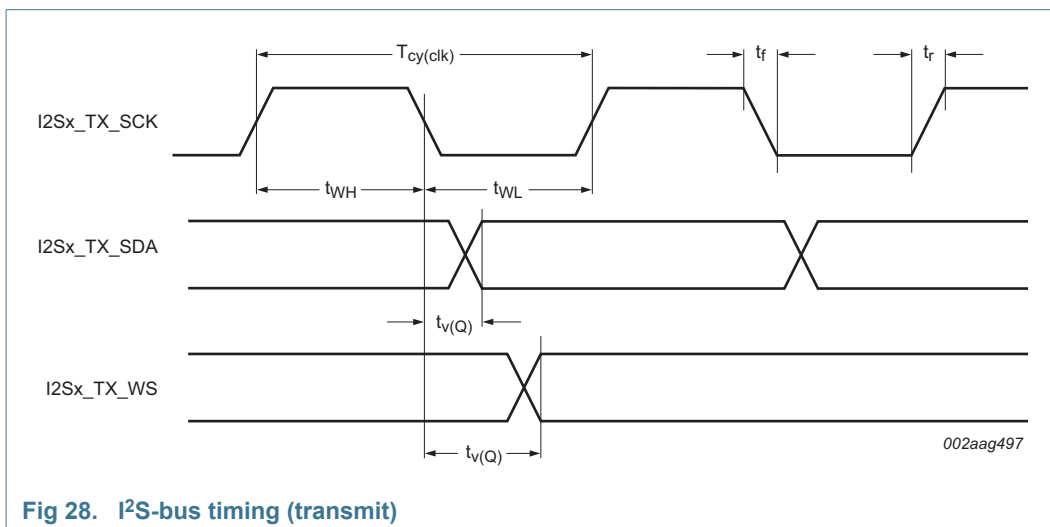 T_cy(clk)
t_f
t_r
I2Sx_TX_SCK
t_WH
t_WL
I2Sx_TX_SDA
t_v(Q)
I2Sx_TX_WS
t_v(Q)
002aag497
Fig 28. I²S-bus timing (transmit)